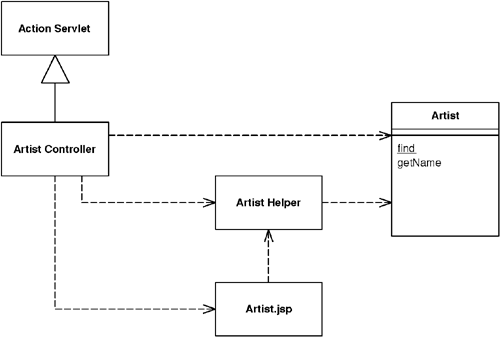 Action Servlet
Artist
Artist Controller
find
getName
Artist Helper
Artist.jsp